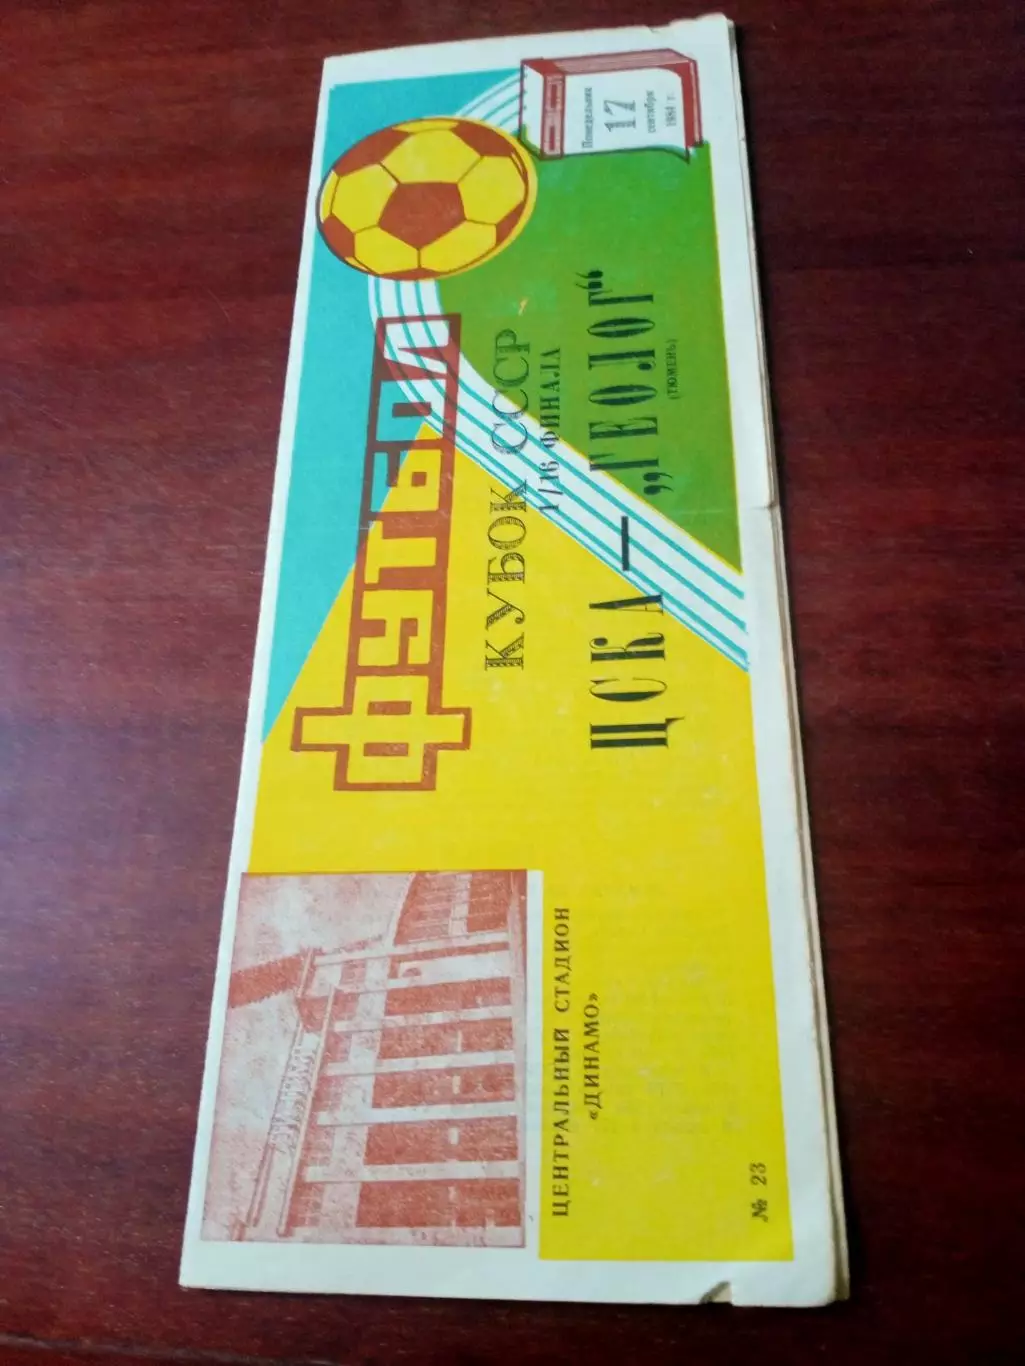 ФУТБОЛ
Понедельник
17
сентября
1984 г.
КУБОК СССР
1/16 ФИНАЛА
ЦСКА — „ГЕОЛОГ“
(ТЮМЕНЬ)
ЦЕНТРАЛЬНЫЙ СТАДИОН
«ДИНАМО»
№ 23